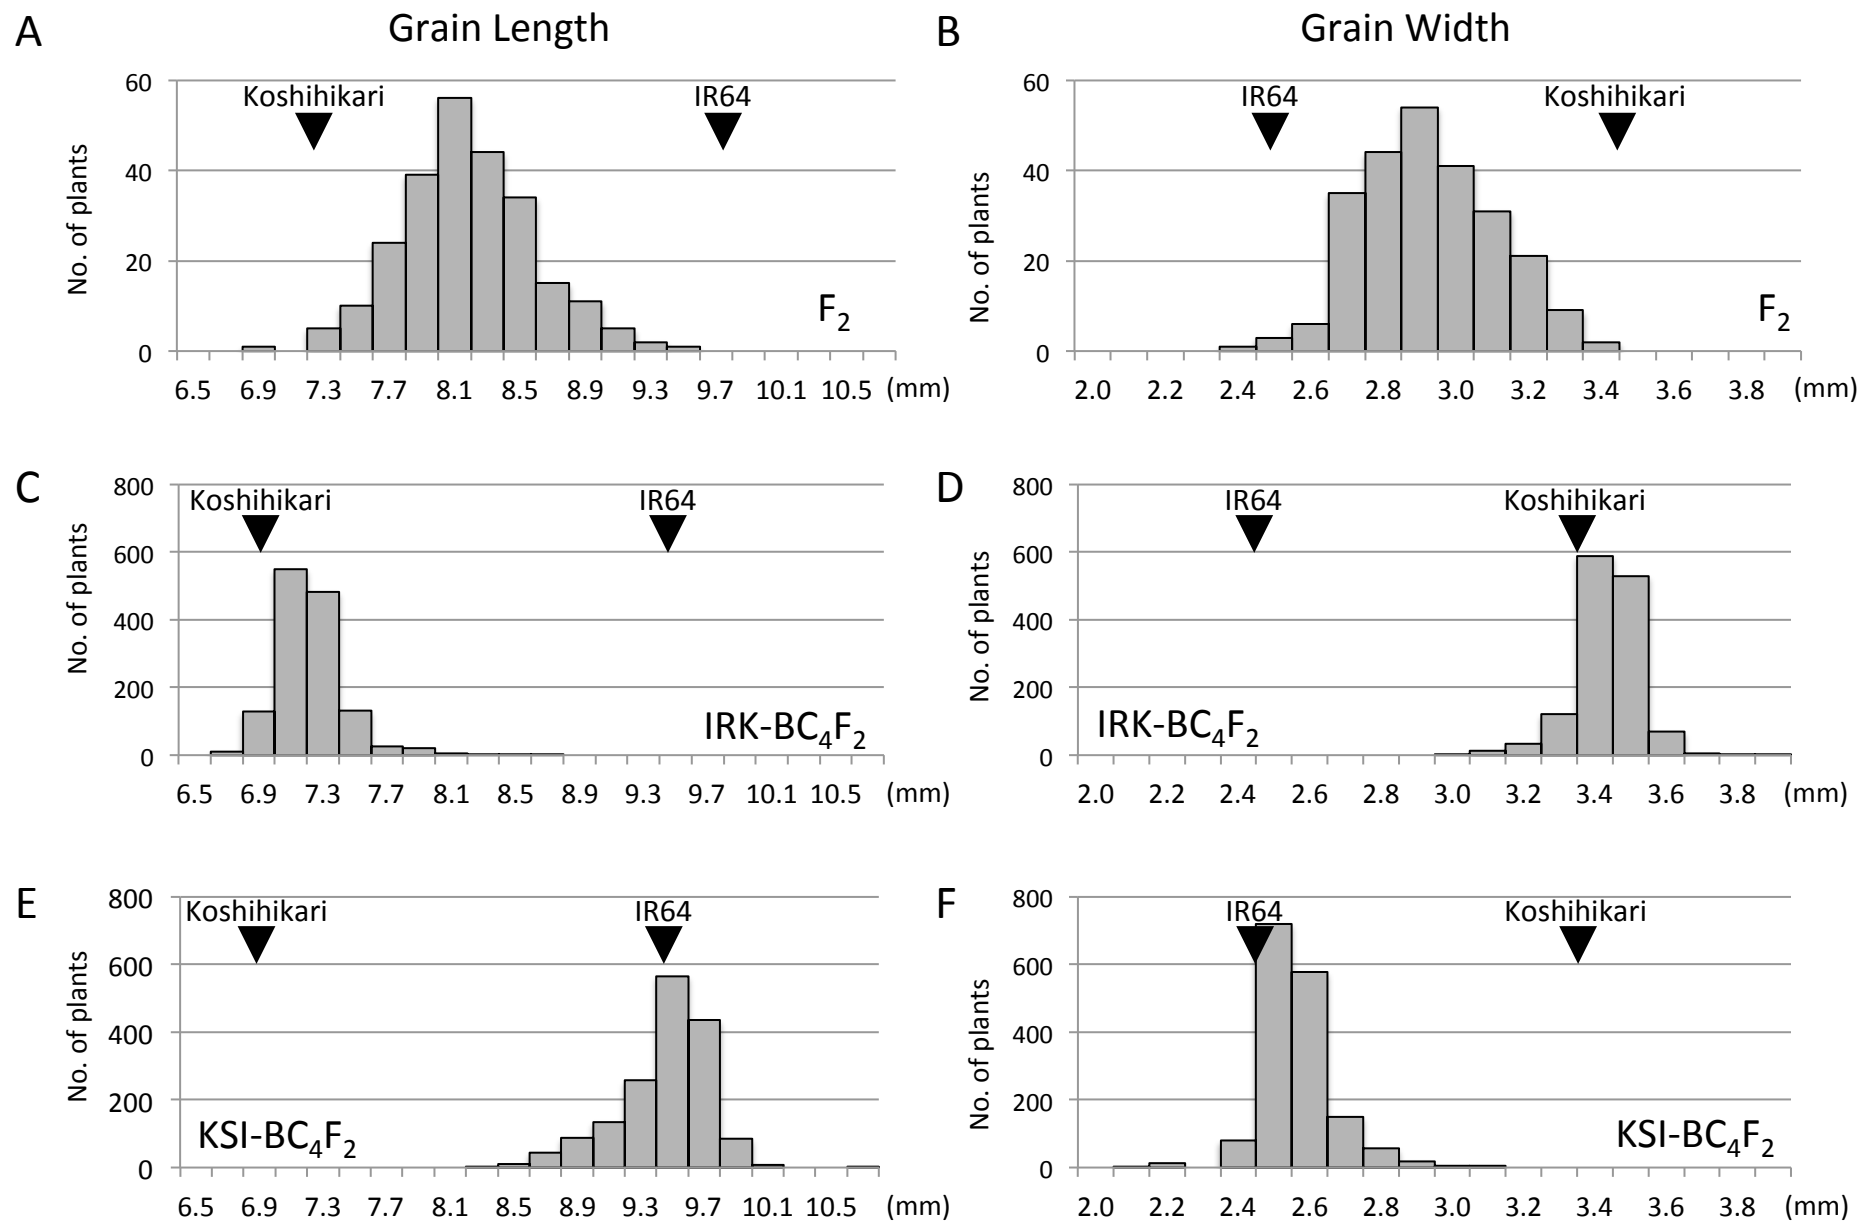 A
Grain Length
60
40
20
0
No. of plants
Koshihikari
IR64
F₂
6.5 6.9 7.3 7.7 8.1 8.5 8.9 9.3 9.7 10.1 10.5 (mm)
B
Grain Width
60
40
20
0
No. of plants
IR64
Koshihikari
F₂
2.0 2.2 2.4 2.6 2.8 3.0 3.2 3.4 3.6 3.8 (mm)
C
800
600
400
200
0
No. of plants
Koshihikari
IR64
IRK-BC₄F₂
6.5 6.9 7.3 7.7 8.1 8.5 8.9 9.3 9.7 10.1 10.5 (mm)
D
800
600
400
200
0
No. of plants
IR64
Koshihikari
IRK-BC₄F₂
2.0 2.2 2.4 2.6 2.8 3.0 3.2 3.4 3.6 3.8 (mm)
E
800
600
400
200
0
No. of plants
Koshihikari
IR64
KSI-BC₄F₂
6.5 6.9 7.3 7.7 8.1 8.5 8.9 9.3 9.7 10.1 10.5 (mm)
F
800
600
400
200
0
No. of plants
IR64
Koshihikari
KSI-BC₄F₂
2.0 2.2 2.4 2.6 2.8 3.0 3.2 3.4 3.6 3.8 (mm)